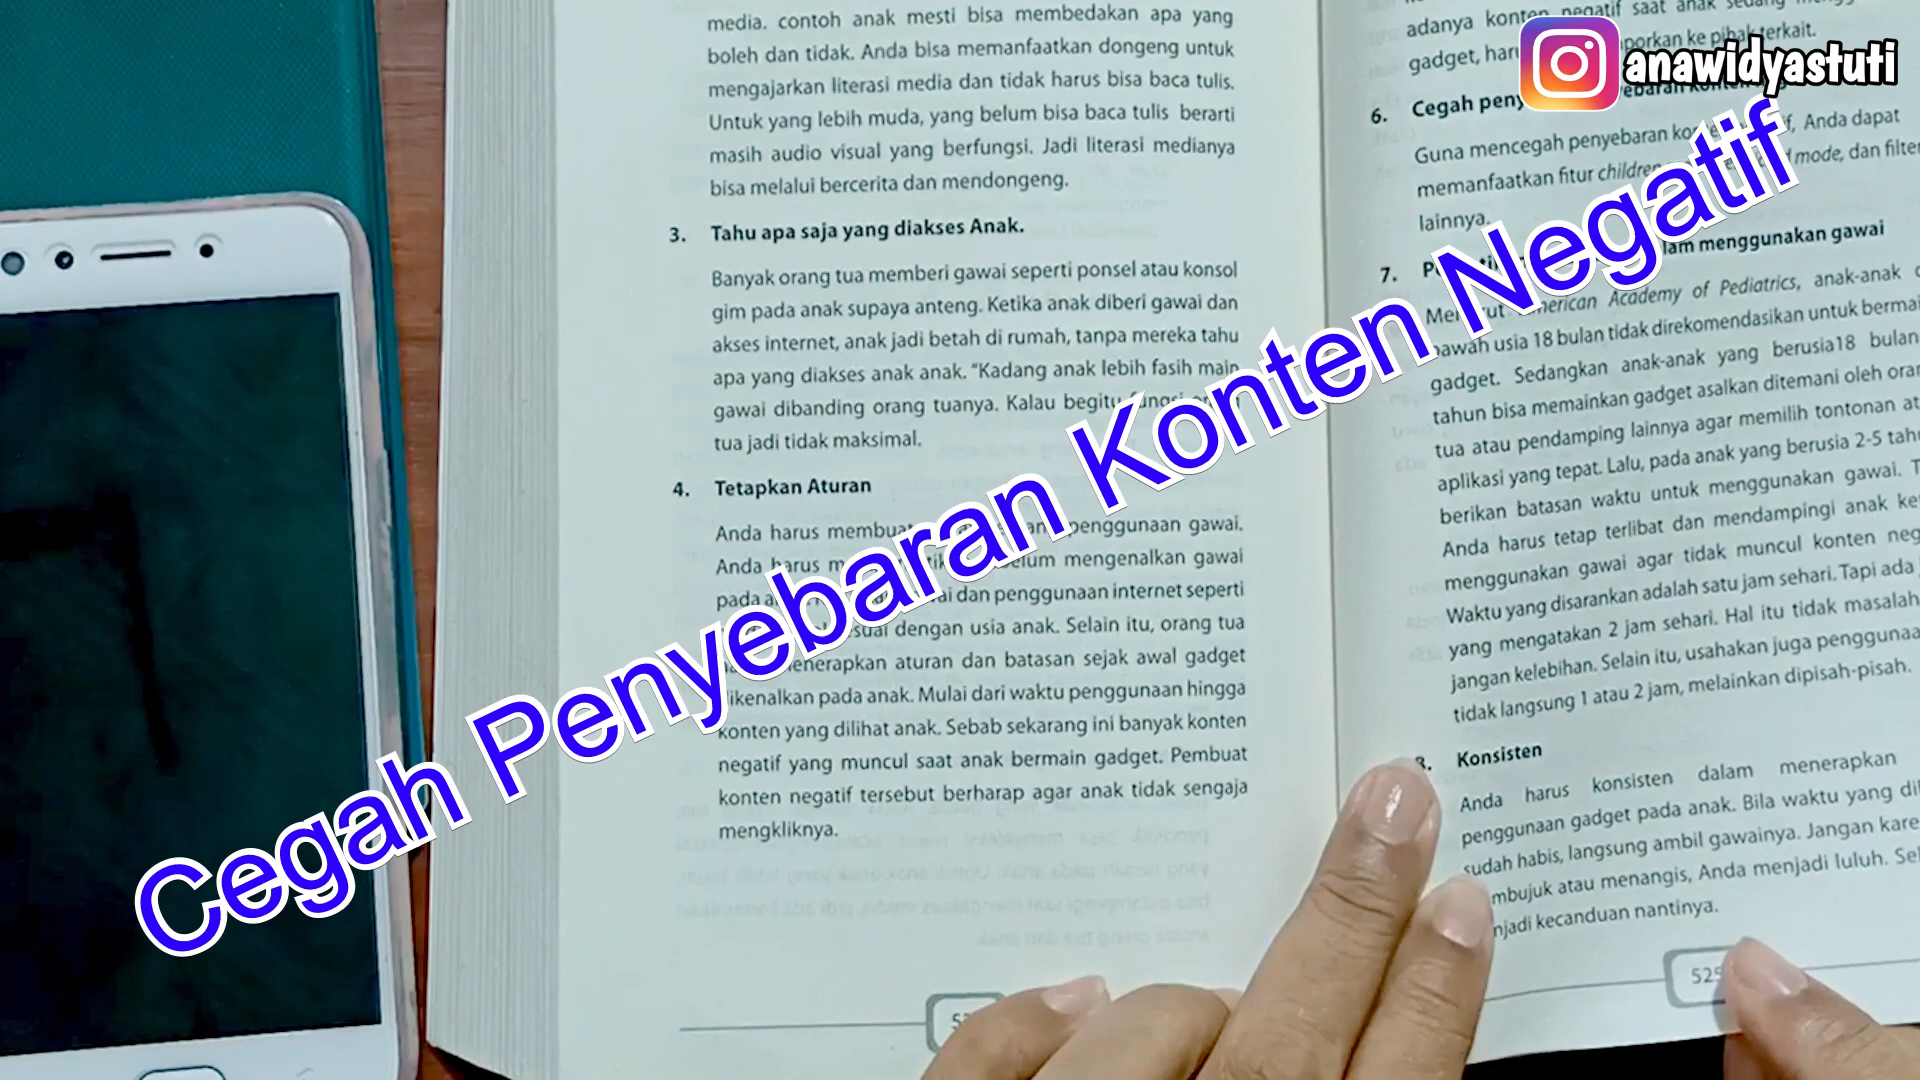 media. contoh anak mesti bisa membedakan apa yang
boleh dan tidak. Anda bisa memanfaatkan dongeng untuk
mengajarkan literasi media dan tidak harus bisa baca tulis.
Untuk yang lebih muda, yang belum bisa baca tulis berarti
masih audio visual yang berfungsi. Jadi literasi medianya
bisa melalui bercerita dan mendongeng.
3. Tahu apa saja yang diakses Anak.
Banyak orang tua memberi gawai seperti ponsel atau konsol
gim pada anak supaya anteng. Ketika anak diberi gawai dan
akses internet, anak jadi betah di rumah, tanpa mereka tahu
apa yang diakses anak anak. "Kadang anak lebih fasih main
gawai dibanding orang tuanya. Kalau begitu
tua jadi tidak maksimal.
4. Tetapkan Aturan
Anda harus penggunaan gawai.
Anda harus mengenalkan gawai
pada dan penggunaan internet seperti
dengan usia anak. Selain itu, orang tua
menerapkan aturan dan batasan sejak awal gadget
dikenalkan pada anak. Mulai dari waktu penggunaan hingga
konten yang dilihat anak. Sebab sekarang ini banyak konten
negatif yang muncul saat anak bermain gadget. Pembuat
konten negatif tersebut berharap agar anak tidak sengaja
mengkliknya.
adanya konten negatif saat anak sedang
gadget, ke pihak terkait.
6. Cegah
Guna mencegah penyebaran Anda dapat
memanfaatkan fitur mode, dan filter
lainnya.
7. menggunakan gawai
American Academy of Pediatrics, anak-anak
bawah usia 18 bulan tidak direkomendasikan untuk
gadget. Sedangkan anak-anak yang berusia18 bulan
tahun bisa memainkan gadget asalkan ditemani oleh
tua atau pendamping lainnya agar memilih tontonan
aplikasi yang tepat. Lalu, pada anak yang berusia 2-5
berikan batasan waktu untuk menggunakan gawai.
Anda harus tetap terlibat dan mendampingi anak
menggunakan gawai agar tidak muncul konten
Waktu yang disarankan adalah satu jam sehari. Tapi ada
yang mengatakan 2 jam sehari. Hal itu tidak masalah
jangan kelebihan. Selain itu, usahakan juga
tidak langsung 1 atau 2 jam, melainkan dipisah-pisah.
8. Konsisten
Anda harus konsisten dalam menerapkan
penggunaan gadget pada anak. Bila waktu yang
sudah habis, langsung ambil gawainya. Jangan
atau menangis, Anda menjadi luluh.
kecanduan nantinya.
anawidyastuti
Cegah Penyebaran Konten Negatif